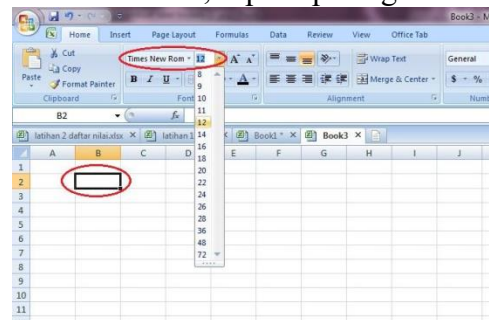 Book3 - M
Home Insert Page Layout Formulas Data Review View Office Tab
Cut
Copy
Format Painter
Paste
Clipboard
Times New Rom 12
B I U
A A
A
Font
Wrap Text
Merge & Center
Alignment
General
$ %
Num
B2
fx
latihan 2 daftar nilai.xlsx latihan 1 Book1 * Book3
8
9
10
11
12
14
16
18
20
22
24
26
28
36
48
72
A B C D E F G H I J
1
2
3
4
5
6
7
8
9
10
11